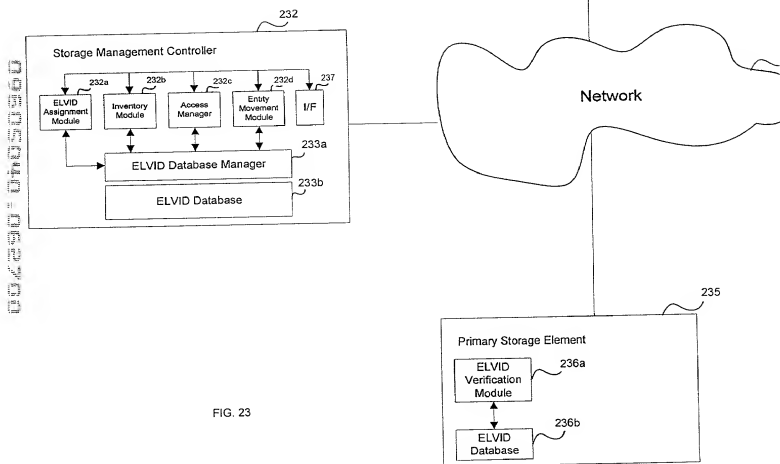 232
Storage Management Controller
232a
232b
232c
232d
237
ELVID
Assignment
Module
Inventory
Module
Access
Manager
Entity
Movement
Module
I/F
233a
ELVID Database Manager
233b
ELVID Database
Network
235
Primary Storage Element
236a
ELVID
Verification
Module
236b
ELVID
Database
FIG. 23